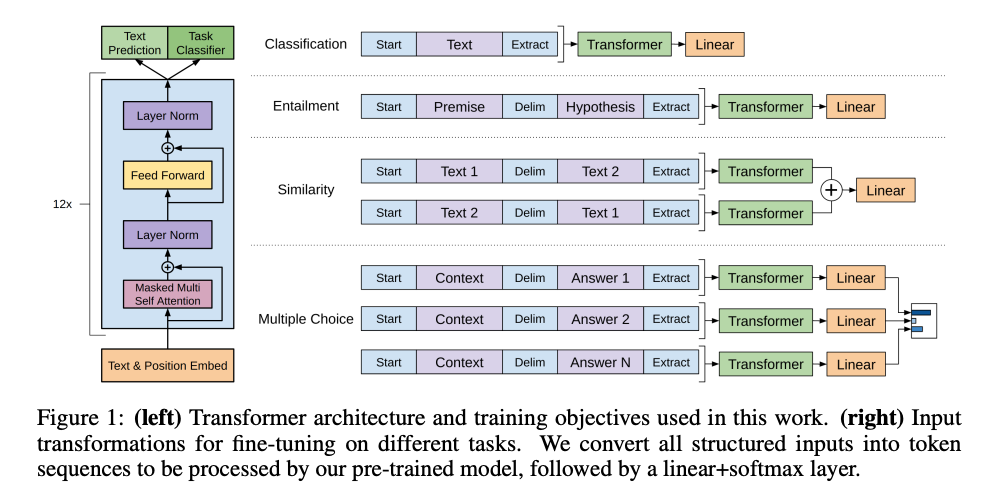 Text
Prediction
Task
Classifier
12x
Layer Norm
+
Feed Forward
Layer Norm
+
Masked Multi
Self Attention
Text & Position Embed
Classification
Start Text Extract Transformer Linear
Entailment
Start Premise Delim Hypothesis Extract Transformer Linear
Similarity
Start Text 1 Delim Text 2 Extract Transformer
+ Linear
Start Text 2 Delim Text 1 Extract Transformer
Multiple Choice
Start Context Delim Answer 1 Extract Transformer Linear
Start Context Delim Answer 2 Extract Transformer Linear
Start Context Delim Answer N Extract Transformer Linear
Figure 1: (left) Transformer architecture and training objectives used in this work. (right) Input
transformations for fine-tuning on different tasks. We convert all structured inputs into token
sequences to be processed by our pre-trained model, followed by a linear+softmax layer.